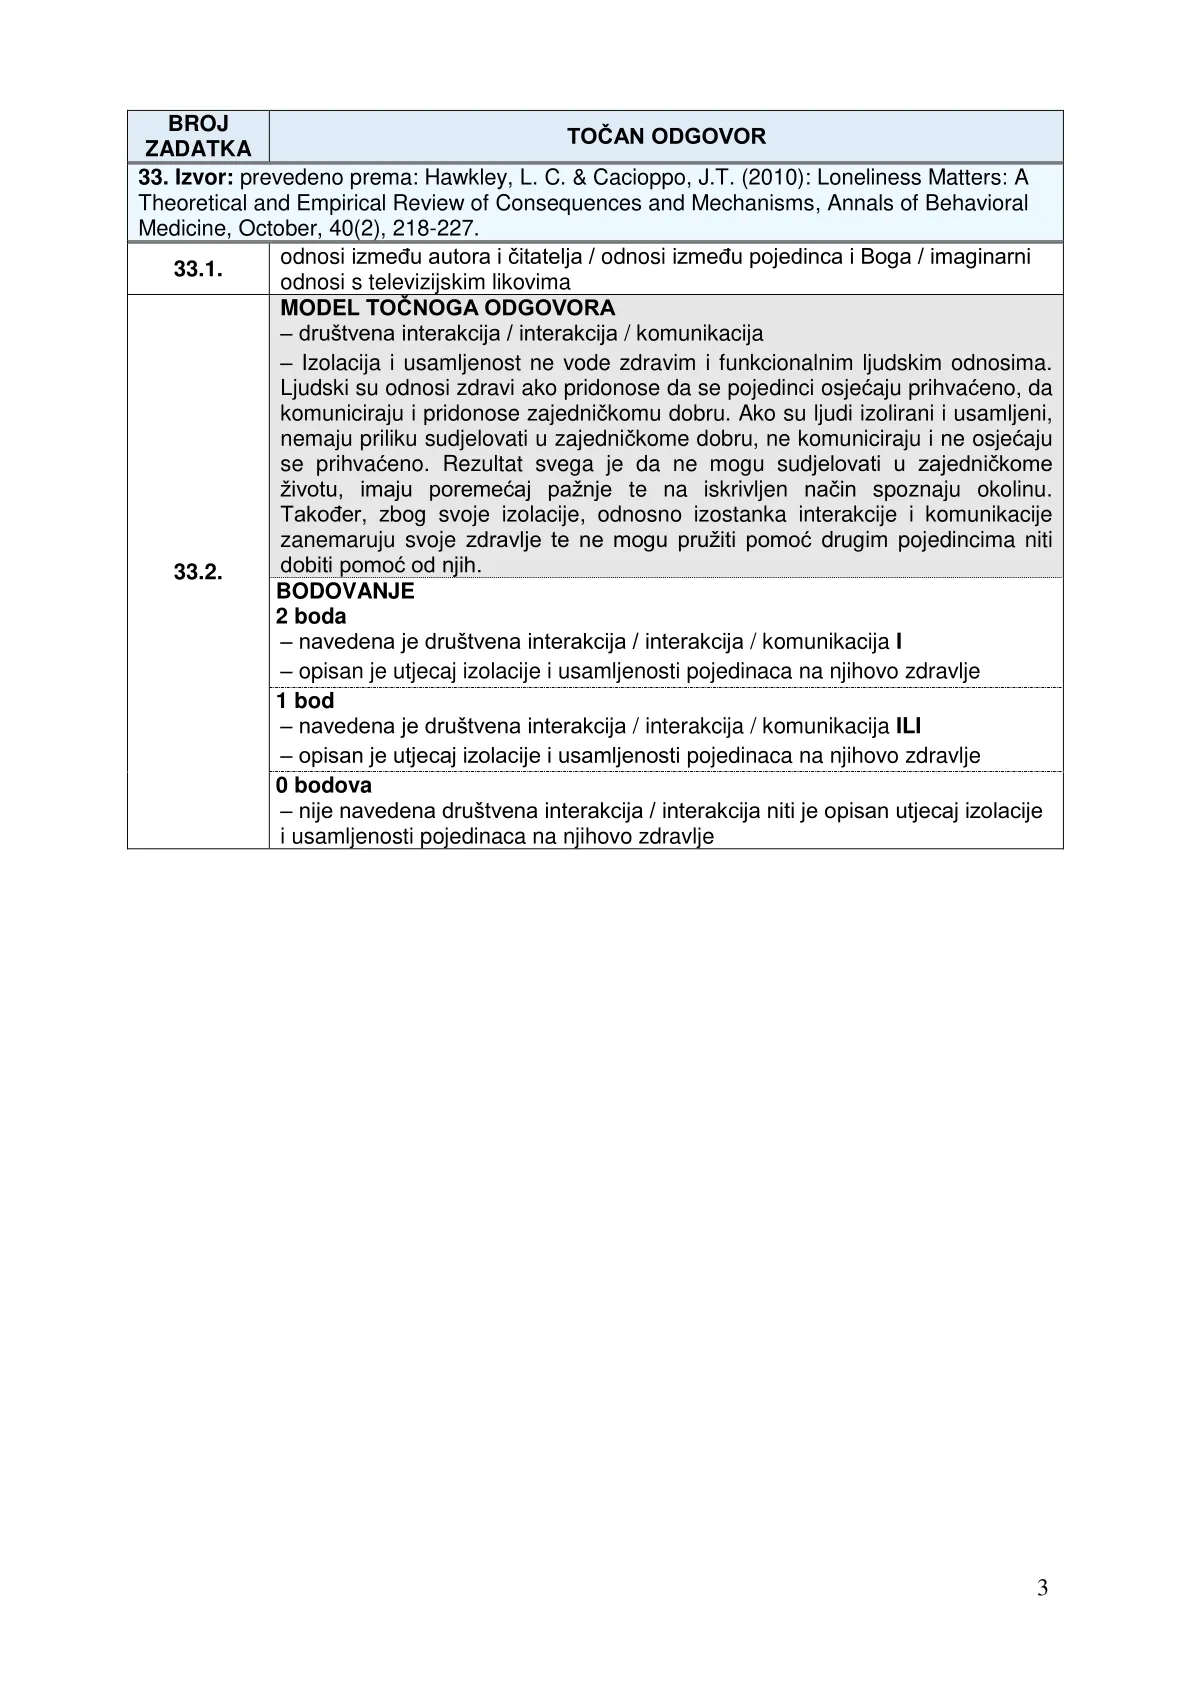 BROJ
ZADATKA
TOČAN ODGOVOR
33. Izvor: prevedeno prema: Hawkley, L. C. & Cacioppo, J.T. (2010): Loneliness Matters: A
Theoretical and Empirical Review of Consequences and Mechanisms, Annals of Behavioral
Medicine, October, 40(2), 218-227.
33.1.
odnosi između autora i čitatelja / odnosi između pojedinca i Boga / imaginarni
odnosi s televizijskim likovima
33.2.
MODEL TOČNOGA ODGOVORA
– društvena interakcija / interakcija / komunikacija
– Izolacija i usamljenost ne vode zdravim i funkcionalnim ljudskim odnosima.
Ljudski su odnosi zdravi ako pridonose da se pojedinci osjećaju prihvaćeno, da
komuniciraju i pridonose zajedničkomu dobru. Ako su ljudi izolirani i usamljeni,
nemaju priliku sudjelovati u zajedničkome dobru, ne komuniciraju i ne osjećaju
se prihvaćeno. Rezultat svega je da ne mogu sudjelovati u zajedničkome
životu, imaju poremećaj pažnje te na iskrivljen način spoznaju okolinu.
Također, zbog svoje izolacije, odnosno izostanka interakcije i komunikacije
zanemaruju svoje zdravlje te ne mogu pružiti pomoć drugim pojedincima niti
dobiti pomoć od njih.
BODOVANJE
2 boda
– navedena je društvena interakcija / interakcija / komunikacija I
– opisan je utjecaj izolacije i usamljenosti pojedinaca na njihovo zdravlje
1 bod
– navedena je društvena interakcija / interakcija / komunikacija ILI
– opisan je utjecaj izolacije i usamljenosti pojedinaca na njihovo zdravlje
0 bodova
– nije navedena društvena interakcija / interakcija niti je opisan utjecaj izolacije
i usamljenosti pojedinaca na njihovo zdravlje
3